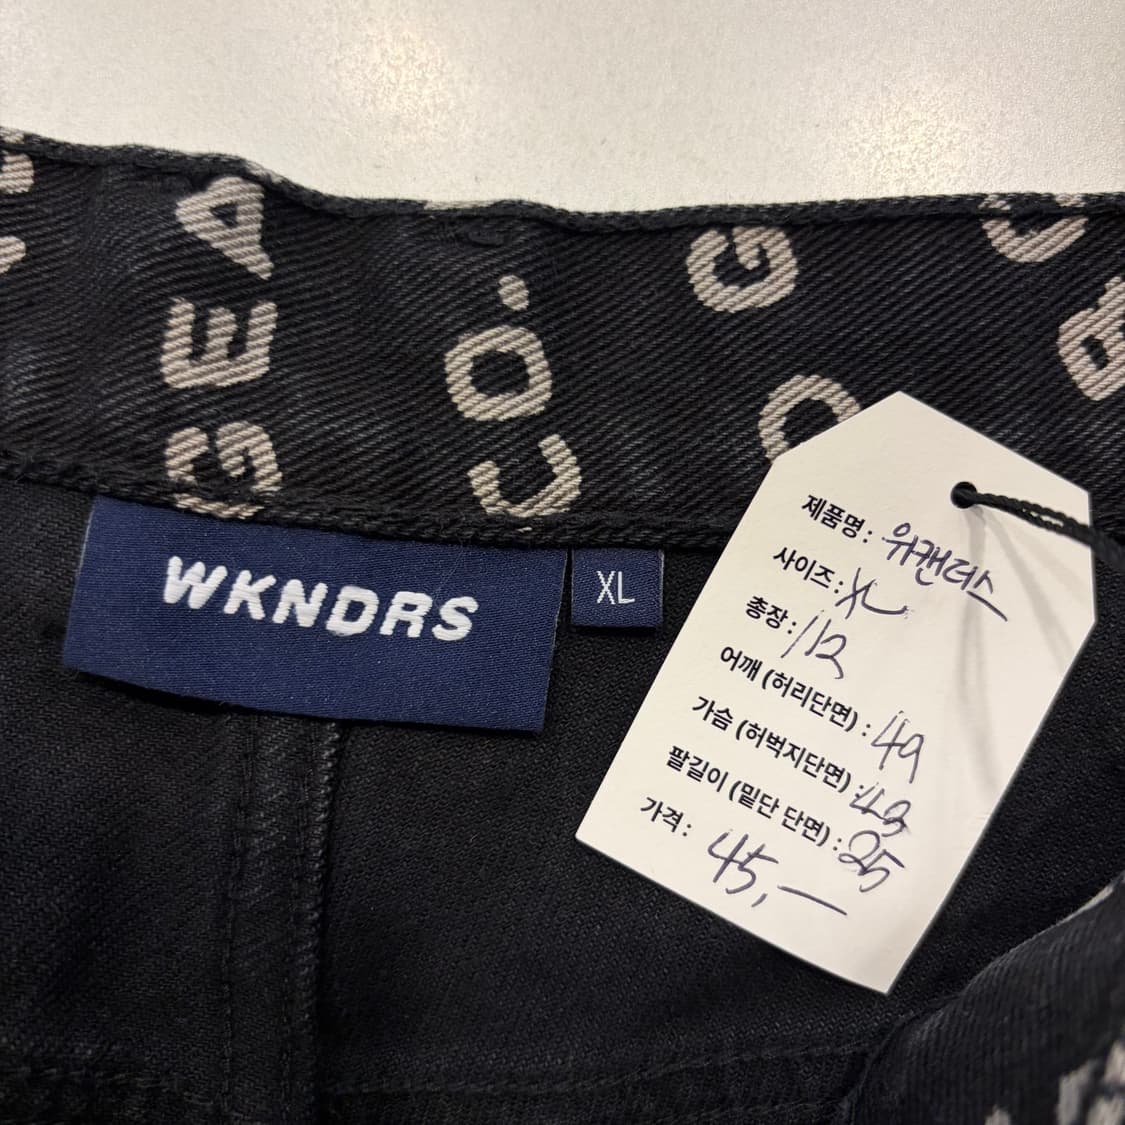 GEA
CO.
G
WKNDRS
XL
제품명: 위캔더스
사이즈: XL
총장: 112
어깨 (허리단면) : 49
가슴 (허벅지단면) : 43
팔길이 (밑단 단면) : 25
가격: 45,—